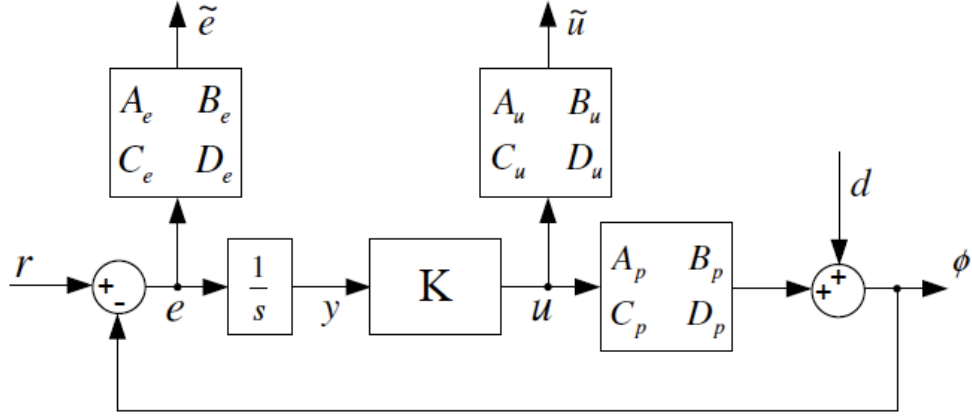 ẽ ũ
A_e B_e
C_e D_e
A_u B_u
C_u D_u
d
r + - e 1/s y K u
A_p B_p
C_p D_p
+ + ϕ